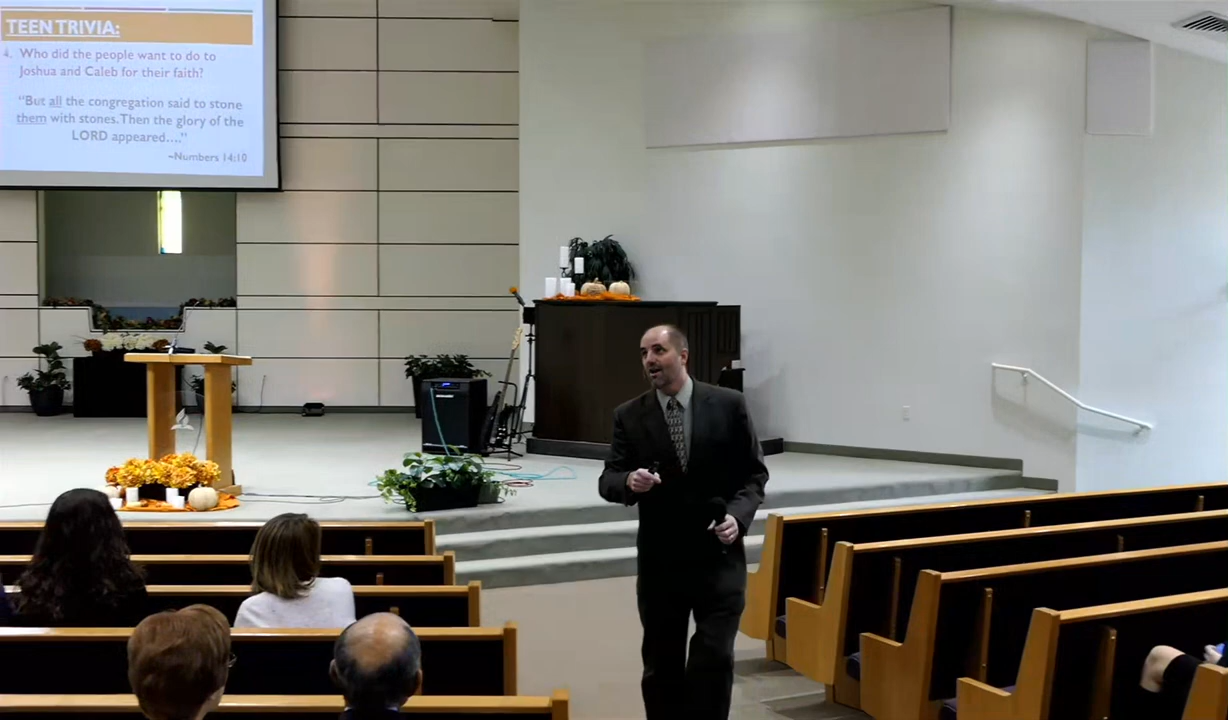 TEEN TRIVIA:
4. Who did the people want to do to
Joshua and Caleb for their faith?
"But all the congregation said to stone
them with stones. Then the glory of the
LORD appeared...."
~Numbers 14:10